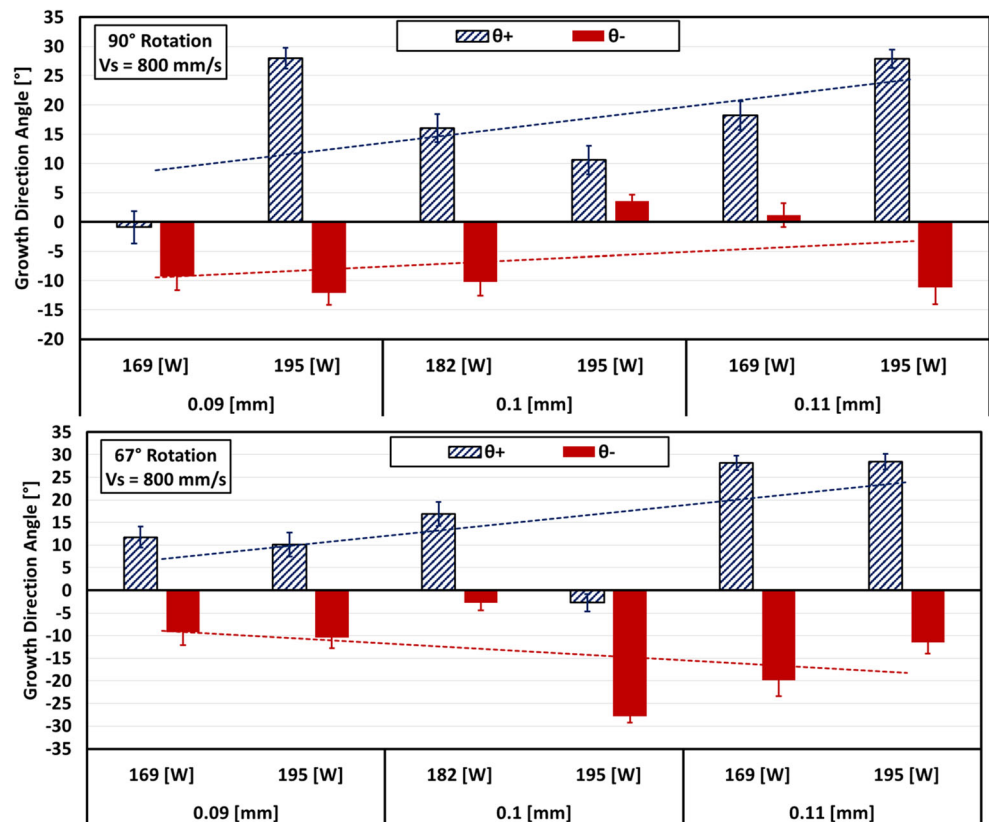 90° Rotation
Vs = 800 mm/s
θ+ θ-
Growth Direction Angle [°]
35
30
25
20
15
10
5
0
-5
-10
-15
-20
169 [W] 195 [W] 182 [W] 195 [W] 169 [W] 195 [W]
0.09 [mm] 0.1 [mm] 0.11 [mm]
67° Rotation
Vs = 800 mm/s
θ+ θ-
Growth Direction Angle [°]
35
30
25
20
15
10
5
0
-5
-10
-15
-20
-25
-30
-35
169 [W] 195 [W] 182 [W] 195 [W] 169 [W] 195 [W]
0.09 [mm] 0.1 [mm] 0.11 [mm]